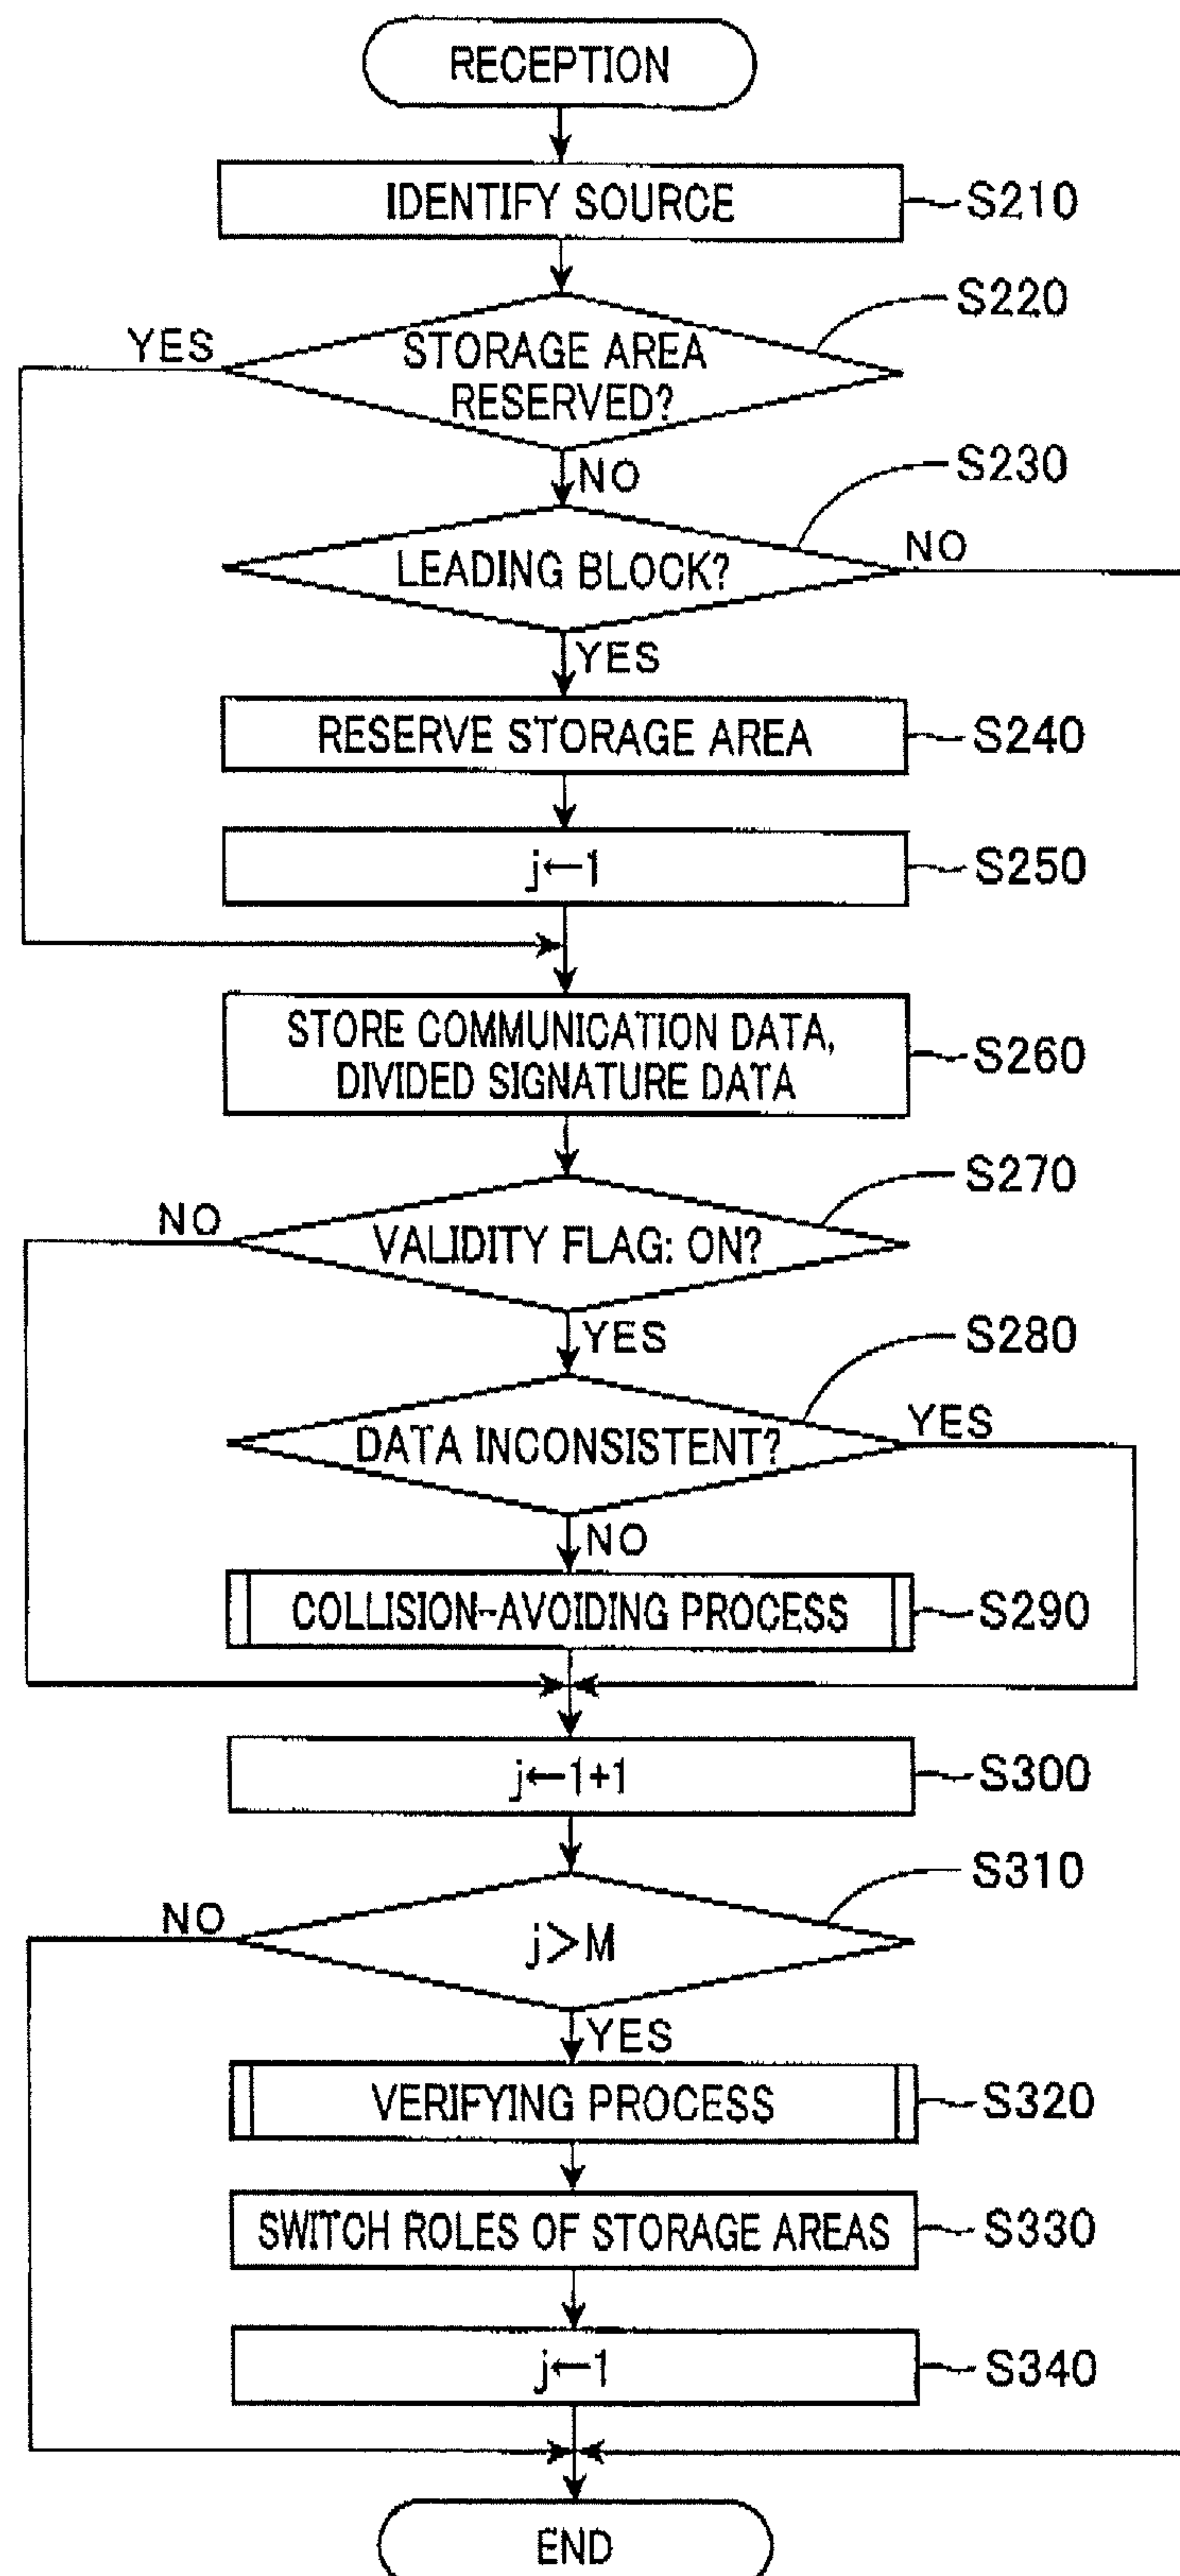 RECEPTION
IDENTIFY SOURCE
S210
S220
YES
STORAGE AREA
RESERVED?
NO
S230
LEADING BLOCK?
NO
YES
RESERVE STORAGE AREA
S240
j←1
S250
STORE COMMUNICATION DATA,
DIVIDED SIGNATURE DATA
S260
S270
NO
VALIDITY FLAG: ON?
YES
S280
DATA INCONSISTENT?
YES
NO
COLLISION-AVOIDING PROCESS
S290
j←1+1
S300
S310
NO
j>M
YES
VERIFYING PROCESS
S320
SWITCH ROLES OF STORAGE AREAS
S330
j←1
S340
END